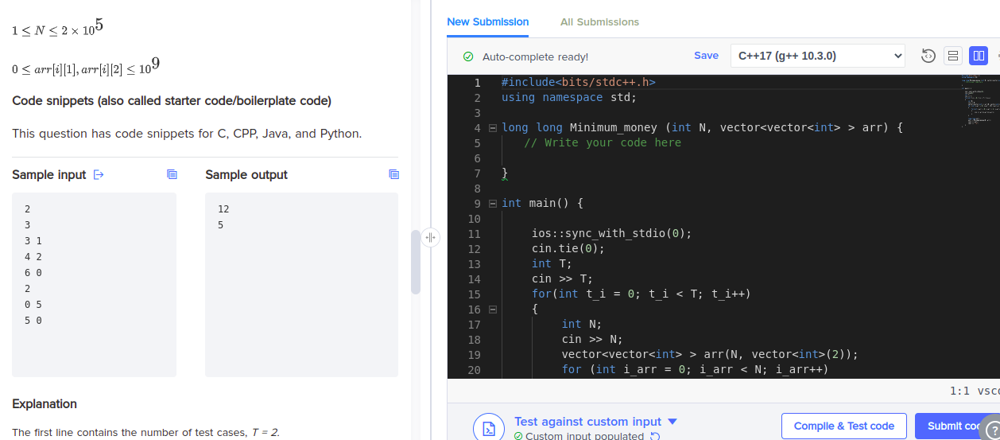 1 ≤ N ≤ 2 × 10^5
0 ≤ arr[i][1], arr[i][2] ≤ 10^9
Code snippets (also called starter code/boilerplate code)
This question has code snippets for C, CPP, Java, and Python.
Sample input
2
3
3 1
4 2
6 0
2
0 5
5 0
Sample output
12
5
Explanation
The first line contains the number of test cases, T = 2.
New Submission
All Submissions
Auto-complete ready!
Save
C++17 (g++ 10.3.0)
1 #include<bits/stdc++.h>
2 using namespace std;
3
4 long long Minimum_money (int N, vector<vector<int> > arr) {
5 // Write your code here
6
7 }
8
9 int main() {
10
11 ios::sync_with_stdio(0);
12 cin.tie(0);
13 int T;
14 cin >> T;
15 for(int t_i = 0; t_i < T; t_i++)
16 {
17 int N;
18 cin >> N;
19 vector<vector<int> > arr(N, vector<int>(2));
20 for (int i_arr = 0; i_arr < N; i_arr++)
1:1 vsc
Test against custom input
Custom input populated
Compile & Test code
Submit co
?